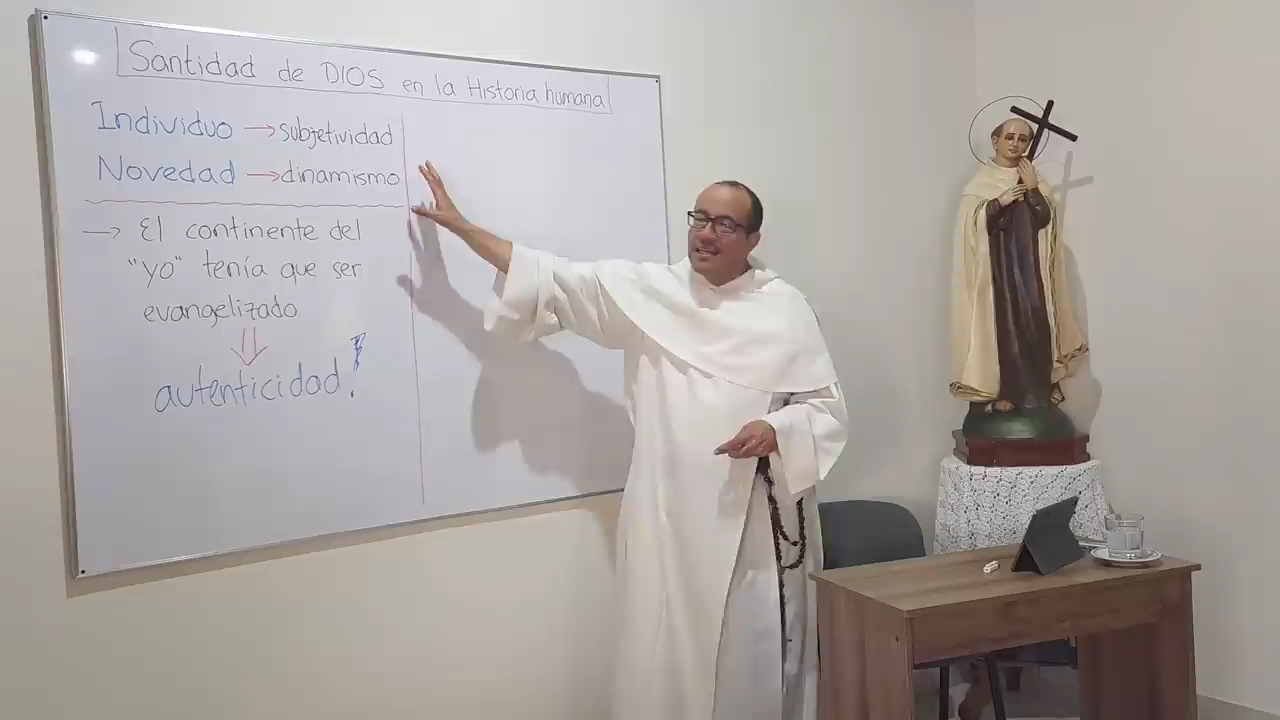 Santidad de DIOS en la Historia humana
Individuo → subjetividad
Novedad → dinamismo
→ El continente del
"yo" tenía que ser
evangelizado
⇓
autenticidad!